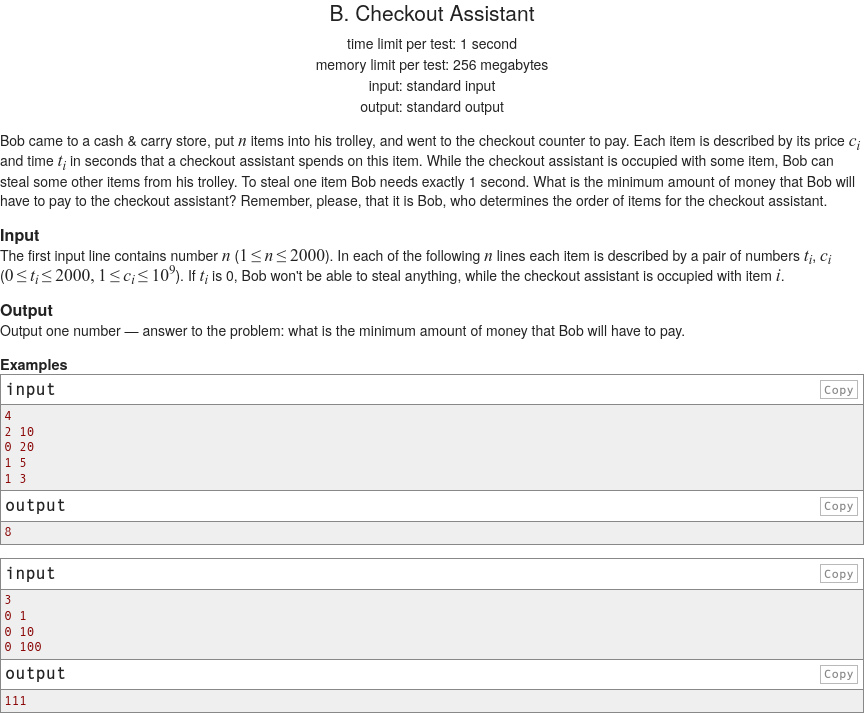 B. Checkout Assistant
time limit per test: 1 second
memory limit per test: 256 megabytes
input: standard input
output: standard output
Bob came to a cash & carry store, put n items into his trolley, and went to the checkout counter to pay. Each item is described by its price c_i
and time t_i in seconds that a checkout assistant spends on this item. While the checkout assistant is occupied with some item, Bob can
steal some other items from his trolley. To steal one item Bob needs exactly 1 second. What is the minimum amount of money that Bob will
have to pay to the checkout assistant? Remember, please, that it is Bob, who determines the order of items for the checkout assistant.
Input
The first input line contains number n (1 ≤ n ≤ 2000). In each of the following n lines each item is described by a pair of numbers t_i, c_i
(0 ≤ t_i ≤ 2000, 1 ≤ c_i ≤ 10^9). If t_i is 0, Bob won't be able to steal anything, while the checkout assistant is occupied with item i.
Output
Output one number — answer to the problem: what is the minimum amount of money that Bob will have to pay.
Examples
input Copy
4
2 10
0 20
1 5
1 3
output Copy
8
input Copy
3
0 1
0 10
0 100
output Copy
111